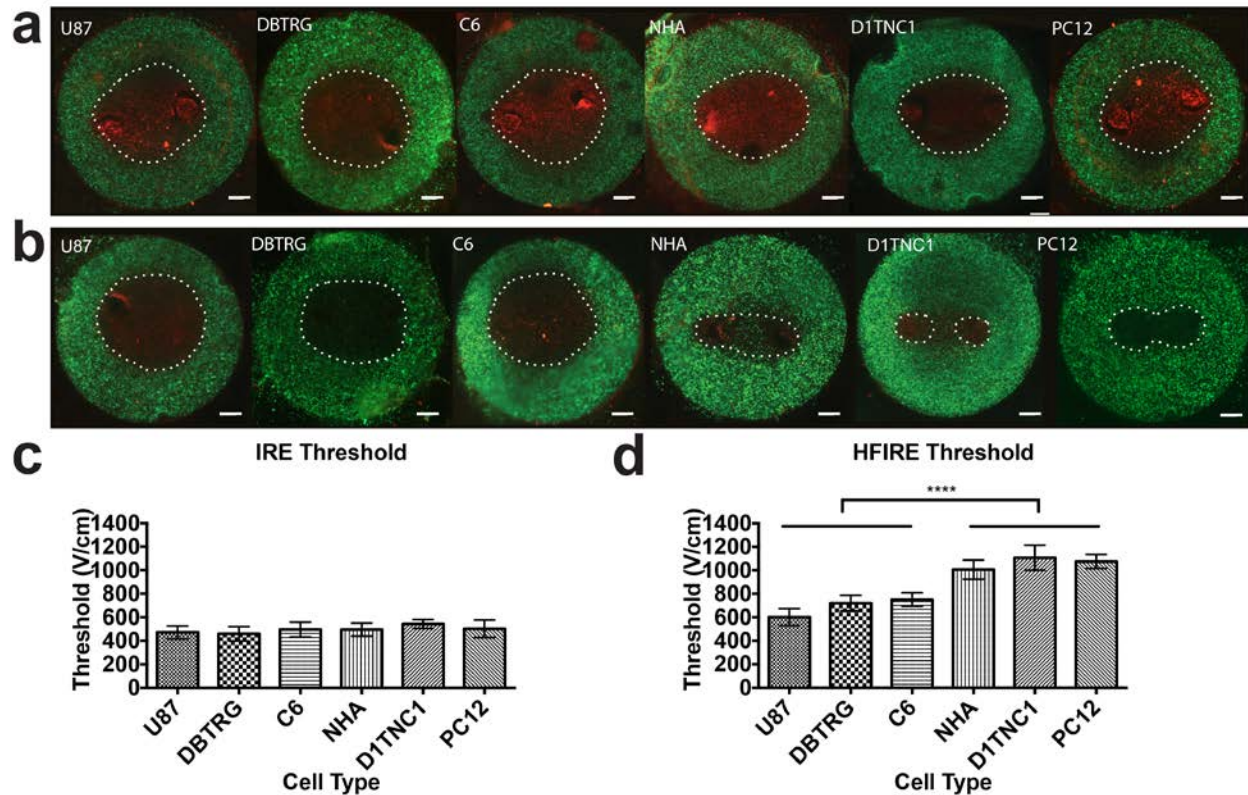 a
U87
DBTRG
C6
NHA
D1TNC1
PC12
b
U87
DBTRG
C6
NHA
D1TNC1
PC12
c
IRE Threshold
Threshold (V/cm)
1400
1200
1000
800
600
400
200
0
U87
DBTRG
C6
NHA
D1TNC1
PC12
Cell Type
d
HFIRE Threshold
****
Threshold (V/cm)
1400
1200
1000
800
600
400
200
0
U87
DBTRG
C6
NHA
D1TNC1
PC12
Cell Type